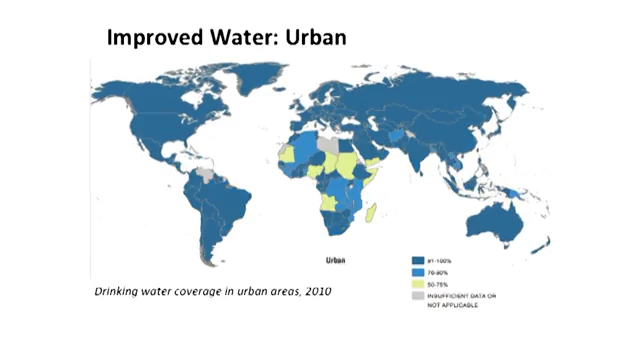 Improved Water: Urban
Urban
91-100%
76-90%
50-75%
INSUFFICIENT DATA OR
NOT APPLICABLE
Drinking water coverage in urban areas, 2010